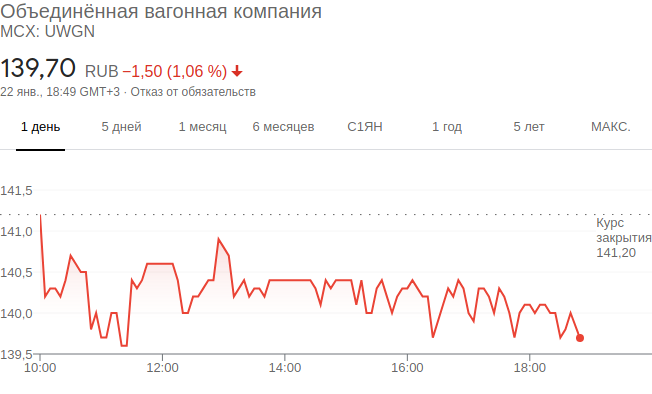 Объединённая вагонная компания
MCX: UWGN
139,70 RUB −1,50 (1,06 %)
22 янв., 18:49 GMT+3 · Отказ от обязательств
1 день 5 дней 1 месяц 6 месяцев С1ЯН 1 год 5 лет МАКС.
141,5
Курс
141,0
закрытия
141,20
140,5
140,0
139,5
10:00 12:00 14:00 16:00 18:00